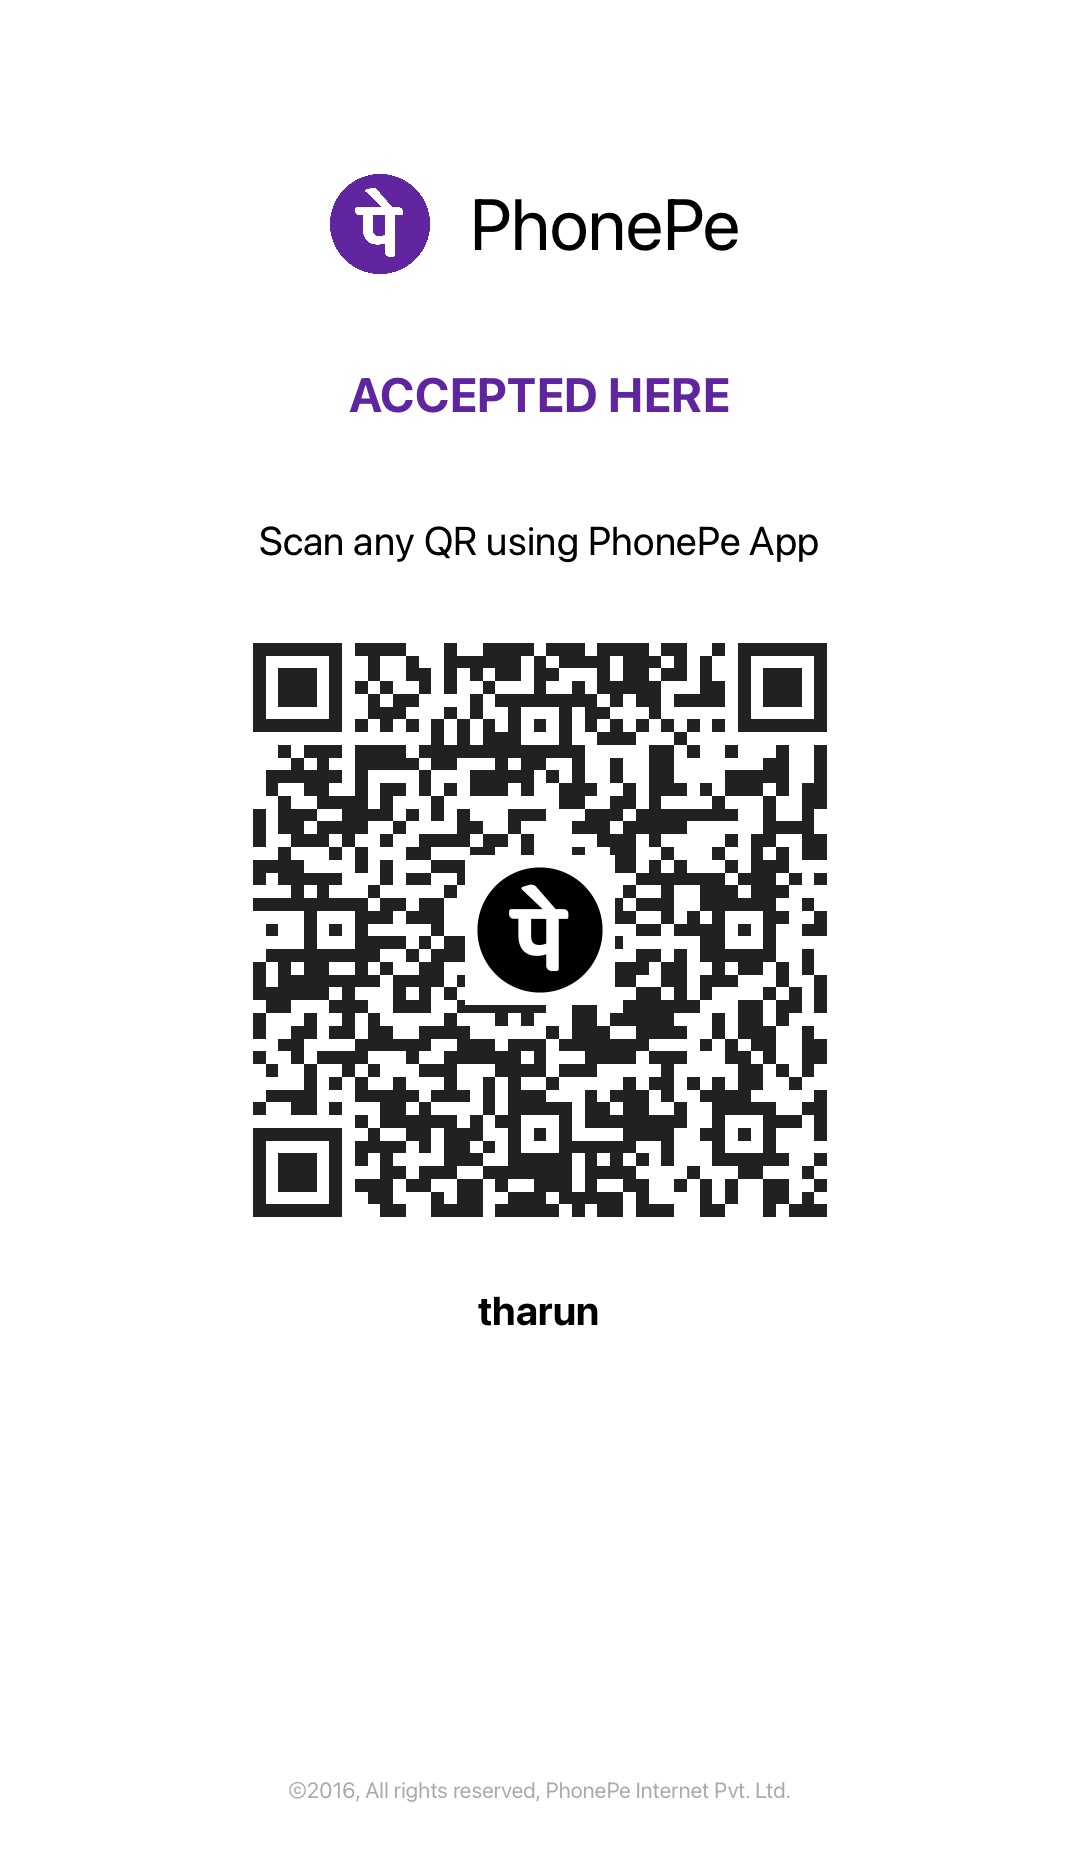 पे PhonePe
ACCEPTED HERE
Scan any QR using PhonePe App
पे
tharun
©2016, All rights reserved, PhonePe Internet Pvt. Ltd.